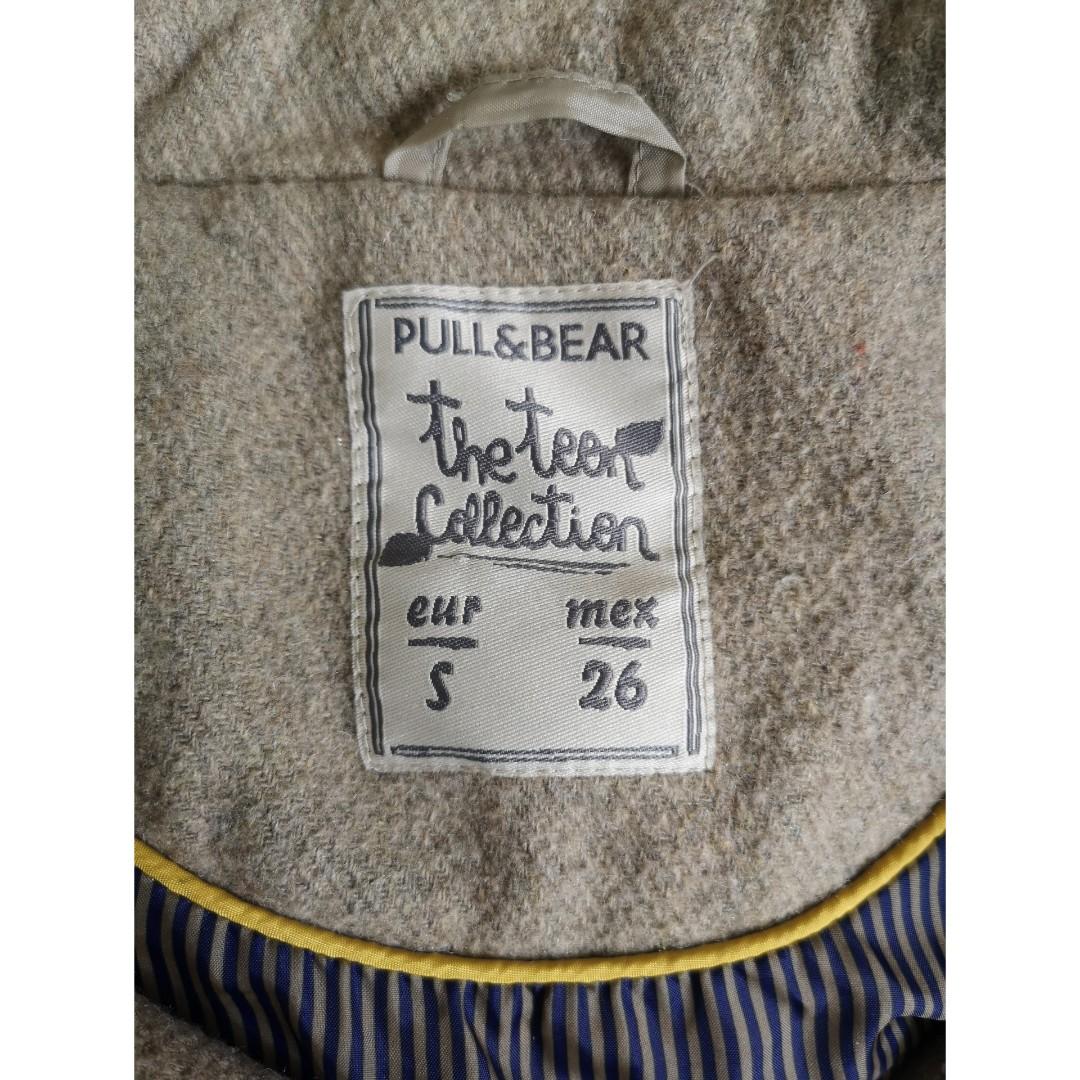 PULL&BEAR
the teen
Collection
eur mex
S 26